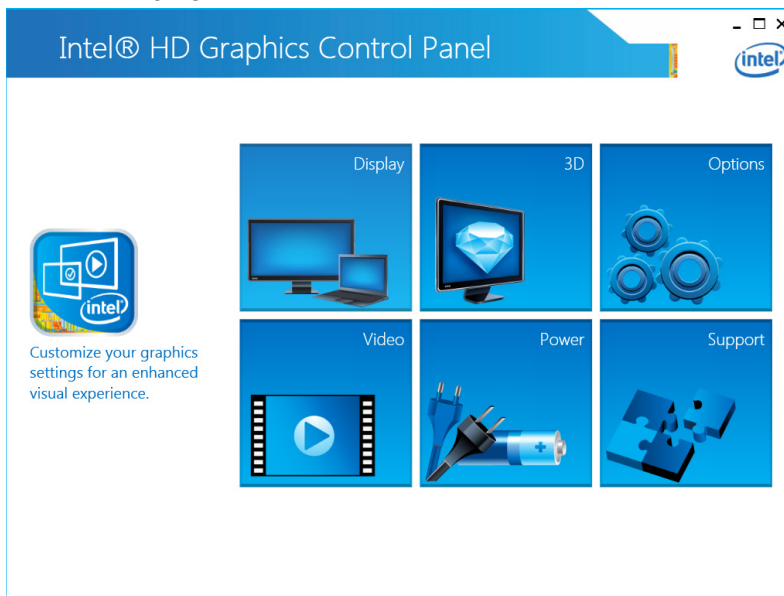 Intel® HD Graphics Control Panel
intel
Display
3D
Options
intel
Customize your graphics
settings for an enhanced
visual experience.
Video
Power
Support